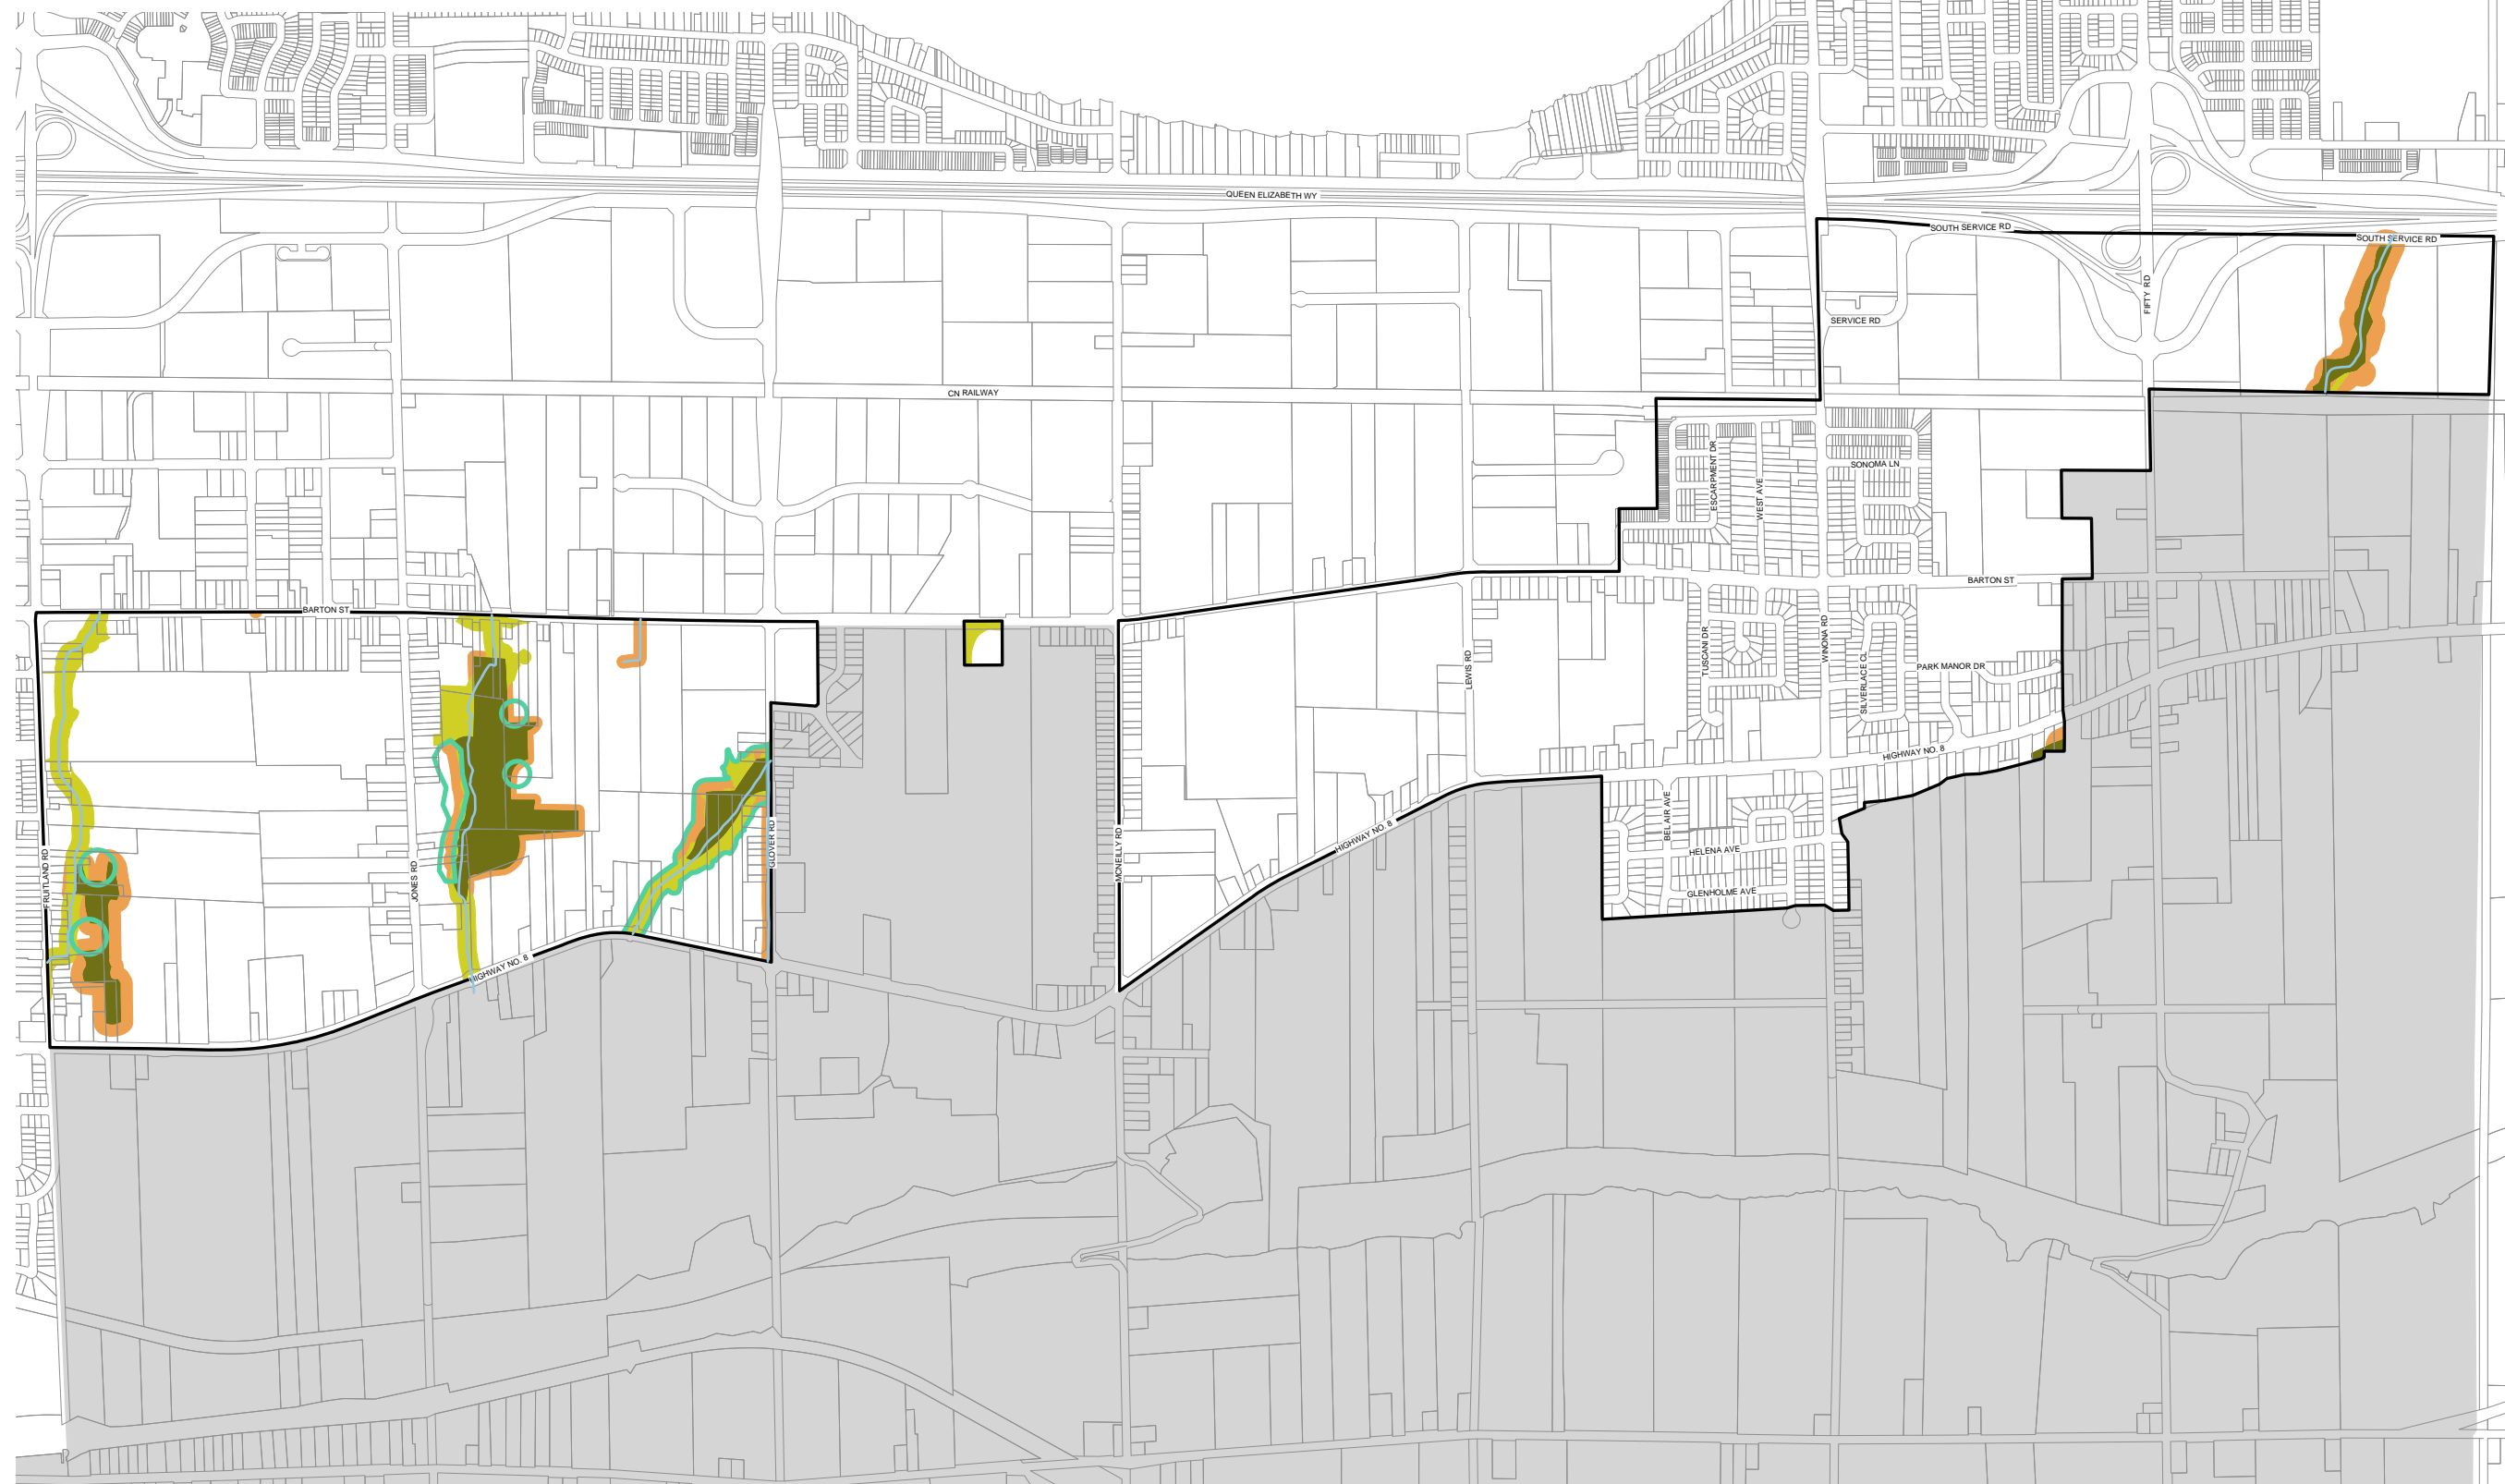 QUEEN ELIZABETH WY
SOUTH SERVICE RD
SOUTH SERVICE RD
FIFTY RD
SERVICE RD
CN RAILWAY
ESCARPMENT DR
WEST AVE
SONOMA LN
BARTON ST
BARTON ST
LEWIS RD
TUSCANI DR
WINONA RD
SILVERLACE CL
PARK MANOR DR
HIGHWAY NO. 8
BEL AIR AVE
HELENA AVE
GLENHOLME AVE
HIGHWAY NO. 8
MCNEILLY RD
GLOVER RD
JONES RD
FRUITLAND RD
HIGHWAY NO. 8